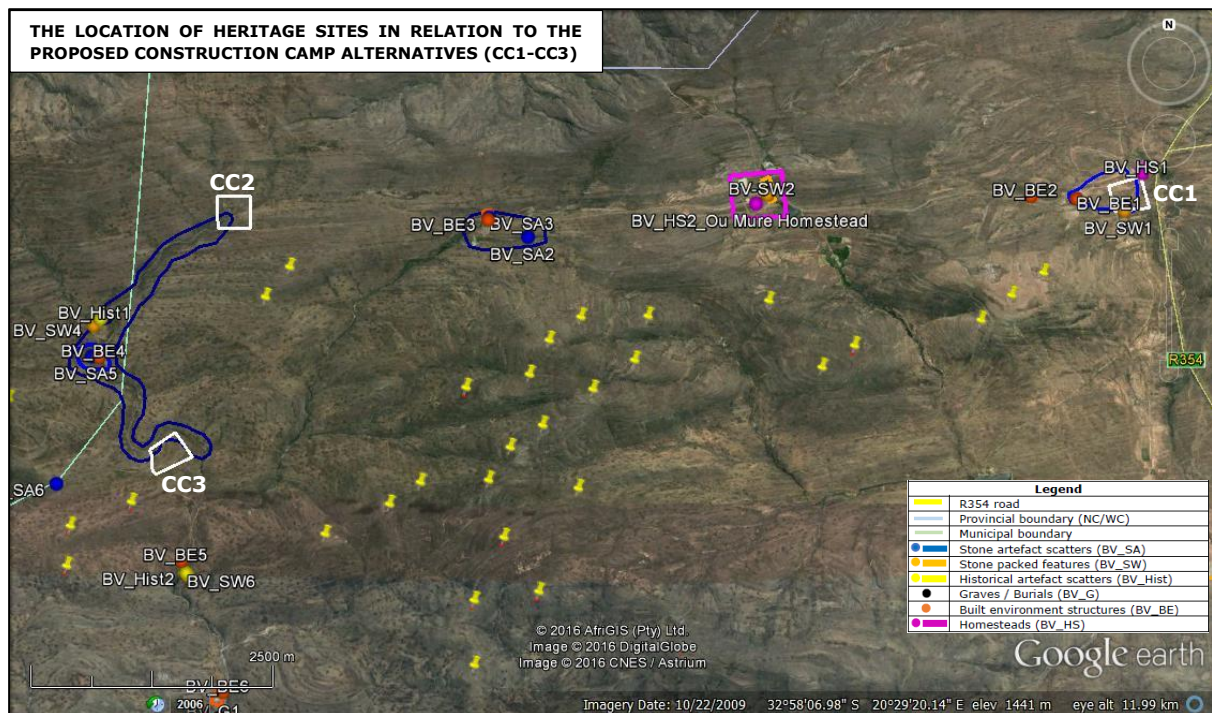 THE LOCATION OF HERITAGE SITES IN RELATION TO THE
PROPOSED CONSTRUCTION CAMP ALTERNATIVES (CC1-CC3)
N
CC2
BV_HS1
CC1
BV-SW2
BV_BE2
BV_BE1
BV_BE3
BV_SA3
BV_HS2_Ou Mure Homestead
BV_SW1
BV_SA2
BV_Hist1
BV_SW4
BV_BE4
BV_SA5
R354
CC3
_SA6
BV_BE5
BV_Hist2
BV_SW6
Legend
R354 road
Provincial boundary (NC/WC)
Municipal boundary
Stone artefact scatters (BV_SA)
Stone packed features (BV_SW)
Historical artefact scatters (BV_Hist)
Graves / Burials (BV_G)
Built environment structures (BV_BE)
Homesteads (BV_HS)
© 2016 AfriGIS (Pty) Ltd.
Image © 2016 DigitalGlobe
Image © 2016 CNES / Astrium
Google earth
2500 m
BV_BE6
BV_G1
2006
Imagery Date: 10/22/2009 32°58'06.98" S 20°29'20.14" E elev 1441 m eye alt 11.99 km